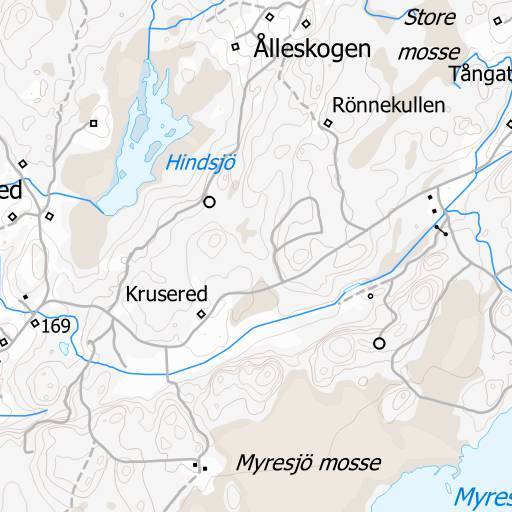 Store
mosse
Ålleskogen
Tångat
Rönnekullen
Hindsjö
ed
Krusered
169
Myresjö mosse
Myres